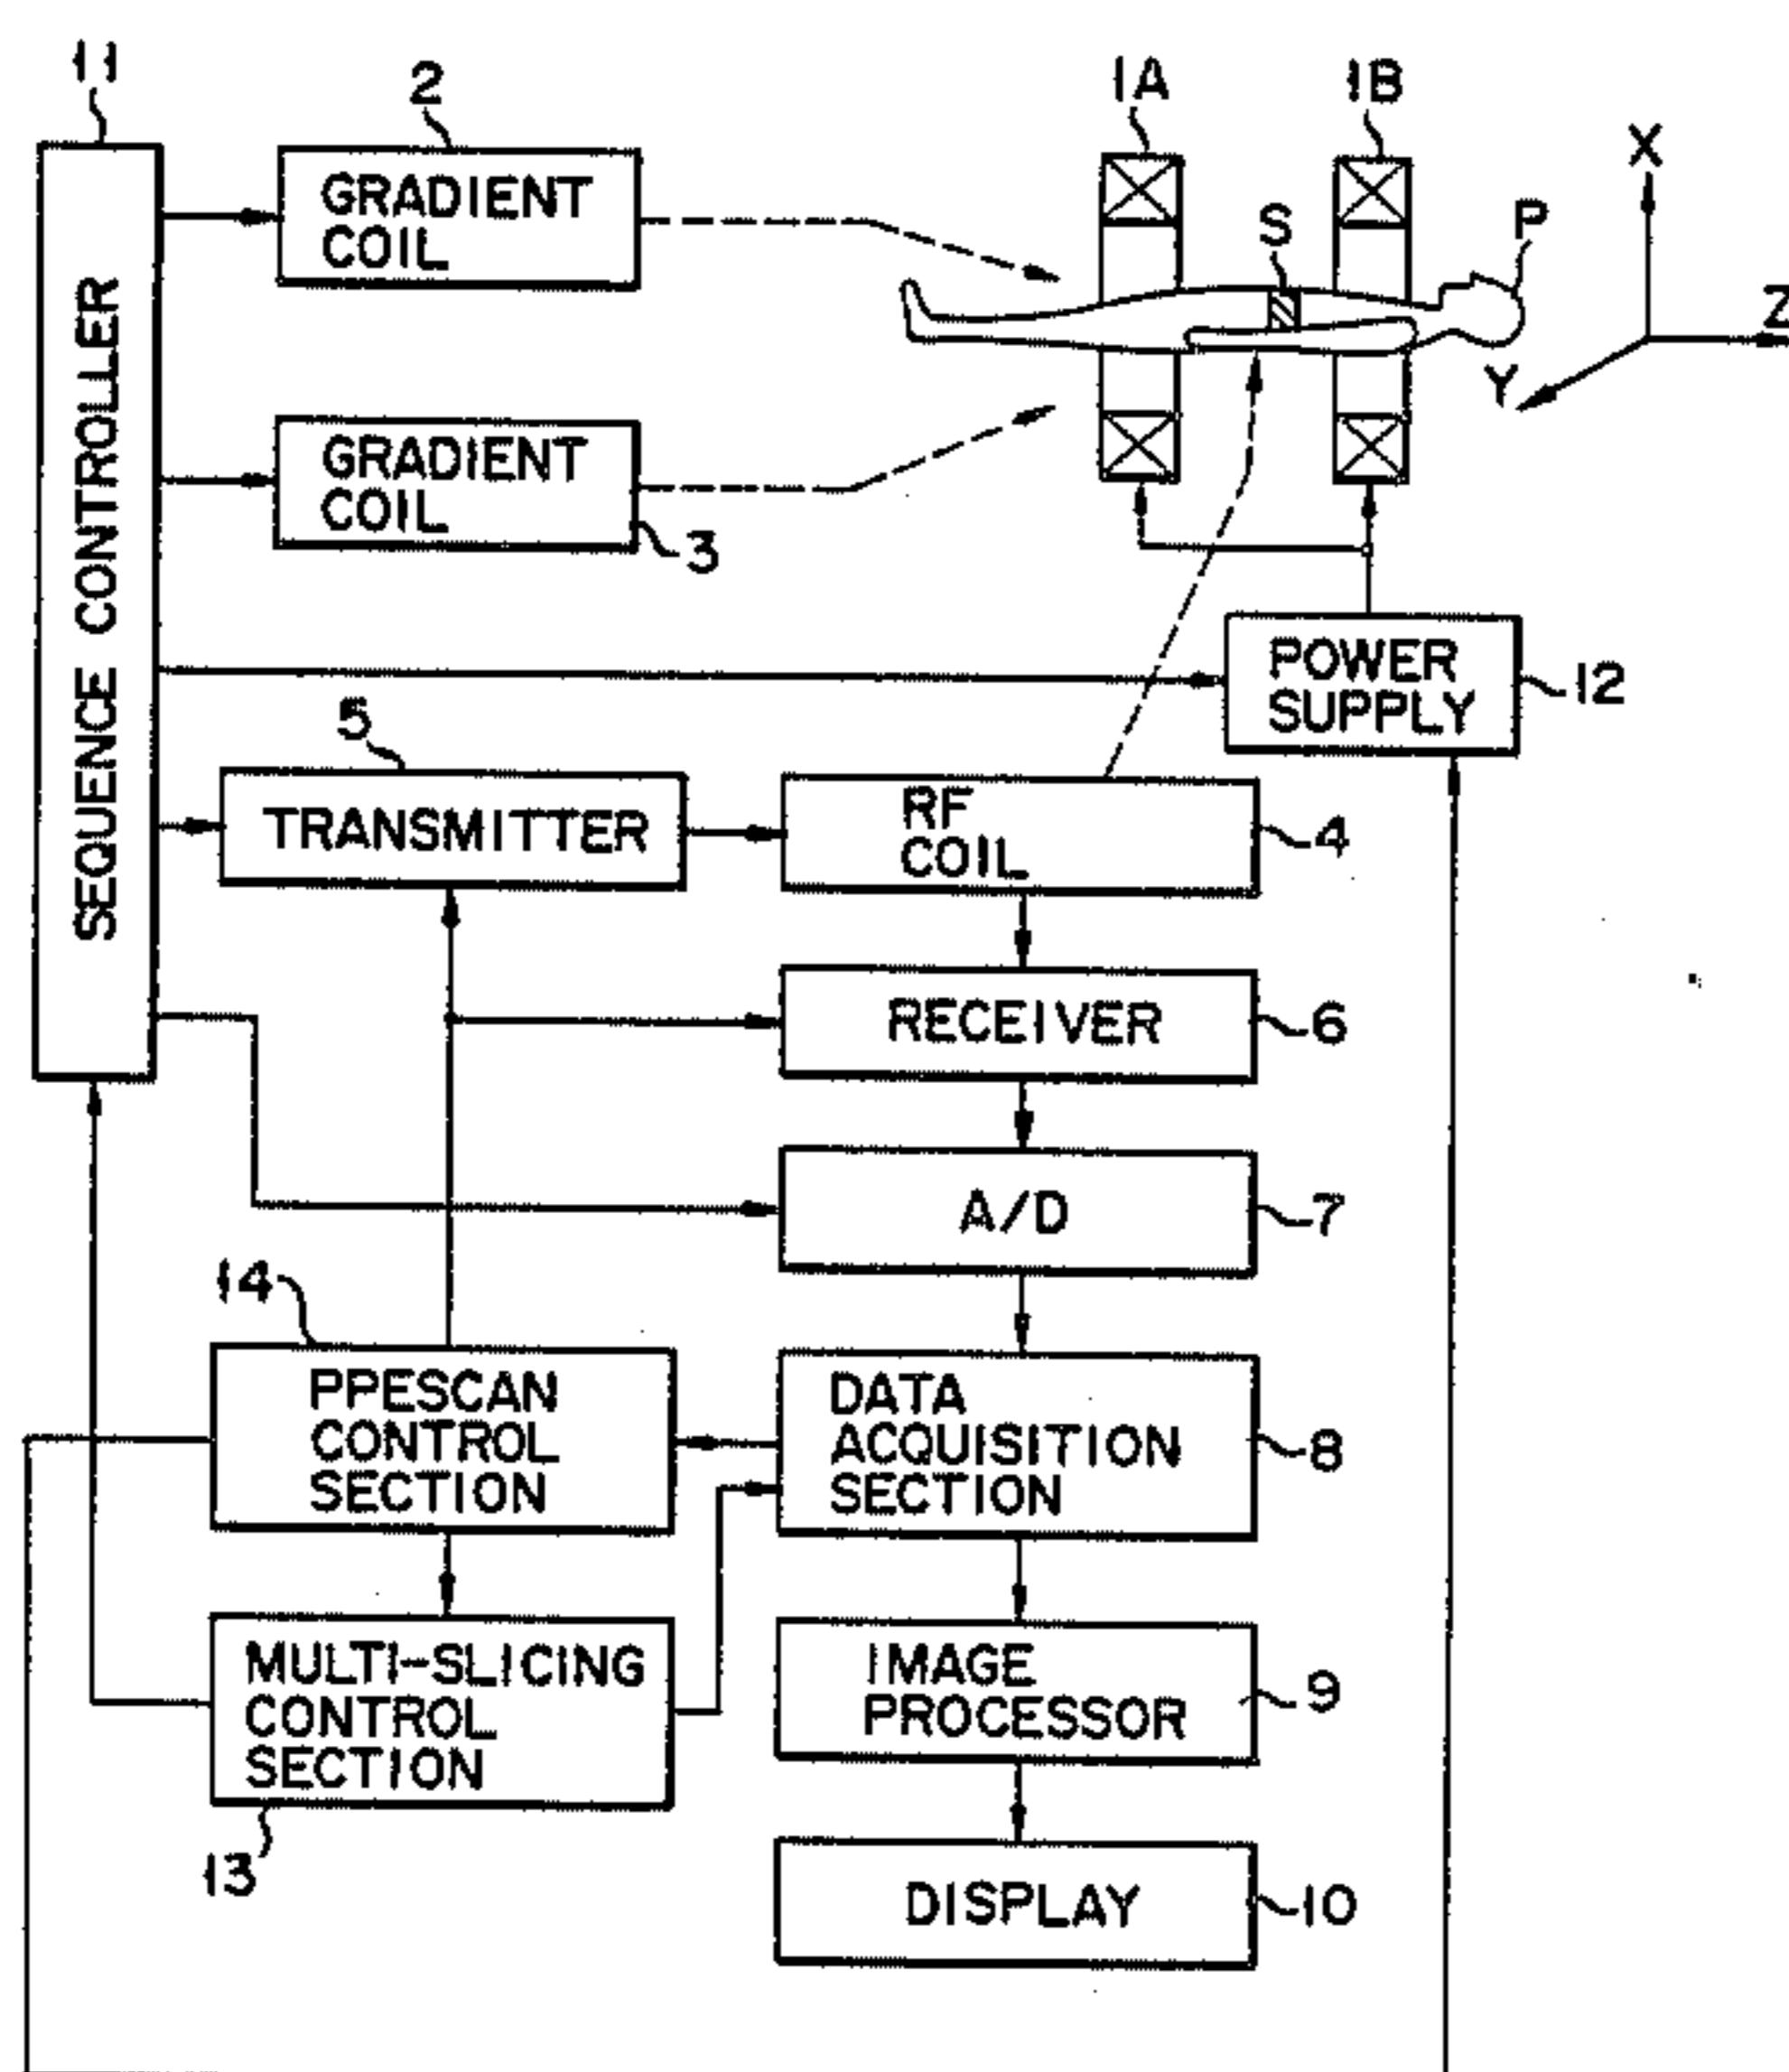 11
2
1A
1B
X
GRADIENT
COIL
S
P
Z
Y
SEQUENCE CONTROLLER
GRADIENT
COIL
3
POWER
SUPPLY
12
5
TRANSMITTER
RF
COIL
4
RECEIVER
6
A/D
7
14
PPESCAN
CONTROL
SECTION
DATA
ACQUISITION
SECTION
8
MULTI-SLICING
CONTROL
SECTION
IMAGE
PROCESSOR
9
13
DISPLAY
10